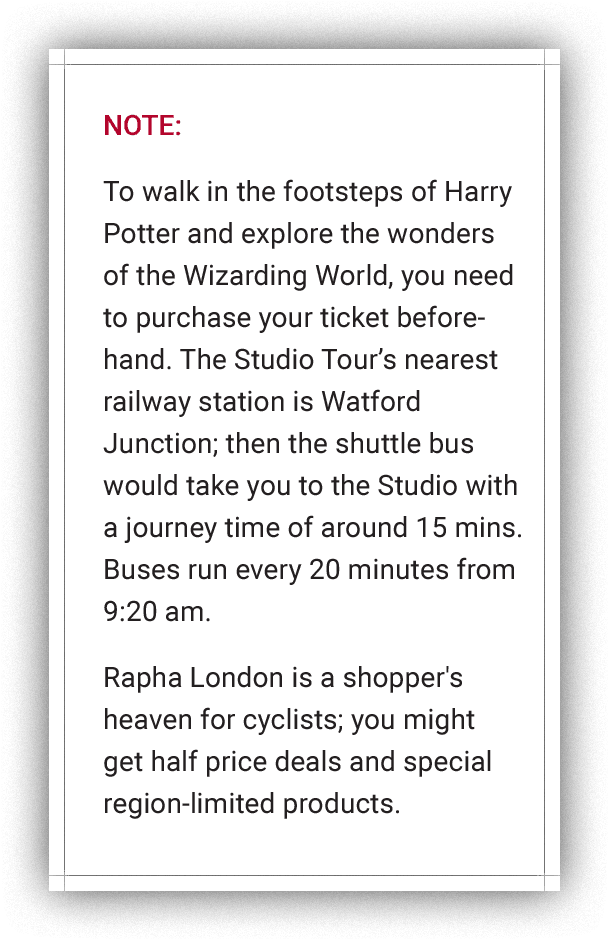 NOTE:
To walk in the footsteps of Harry
Potter and explore the wonders
of the Wizarding World, you need
to purchase your ticket before-
hand. The Studio Tour’s nearest
railway station is Watford
Junction; then the shuttle bus
would take you to the Studio with
a journey time of around 15 mins.
Buses run every 20 minutes from
9:20 am.
Rapha London is a shopper's
heaven for cyclists; you might
get half price deals and special
region-limited products.